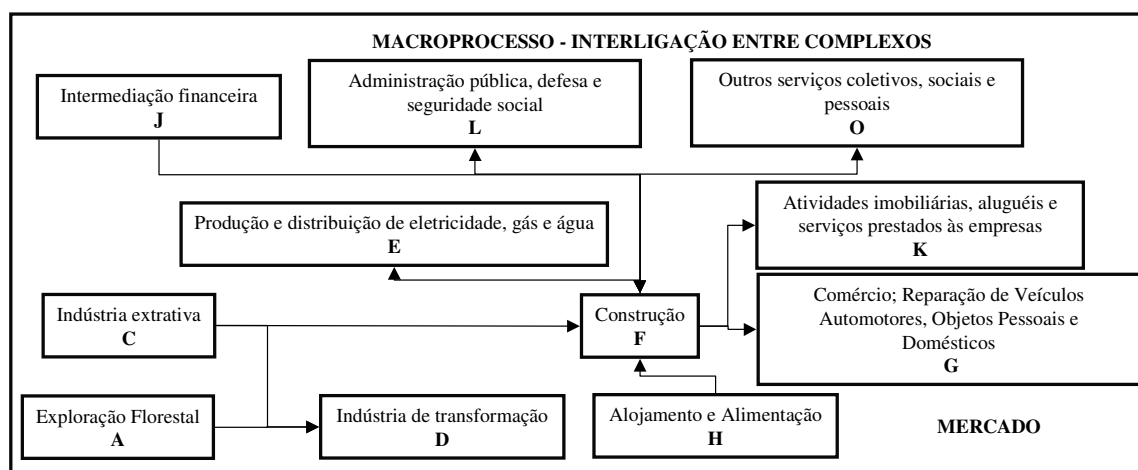 MACROPROCESSO - INTERLIGAÇÃO ENTRE COMPLEXOS
Intermediação financeira
J
Administração pública, defesa e
seguridade social
L
Outros serviços coletivos, sociais e
pessoais
O
Produção e distribuição de eletricidade, gás e água
E
Atividades imobiliárias, aluguéis e
serviços prestados às empresas
K
Indústria extrativa
C
Construção
F
Comércio; Reparação de Veículos
Automotores, Objetos Pessoais e
Domésticos
G
Exploração Florestal
A
Indústria de transformação
D
Alojamento e Alimentação
H
MERCADO